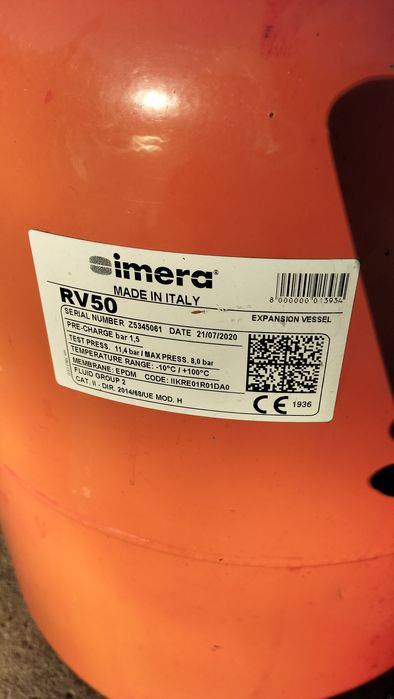 imera®
MADE IN ITALY
8 000000 013934
RV50
EXPANSION VESSEL
SERIAL NUMBER Z5345061 DATE 21/07/2020
PRE-CHARGE bar 1,5
TEST PRESS. 11,4 bar / MAX PRESS. 8,0 bar
TEMPERATURE RANGE: -10°C / +100°C
MEMBRANE: EPDM CODE: IIKRE01R01DA0
FLUID GROUP 2
CAT. II - DIR. 2014/68/UE MOD. H
CE 1936